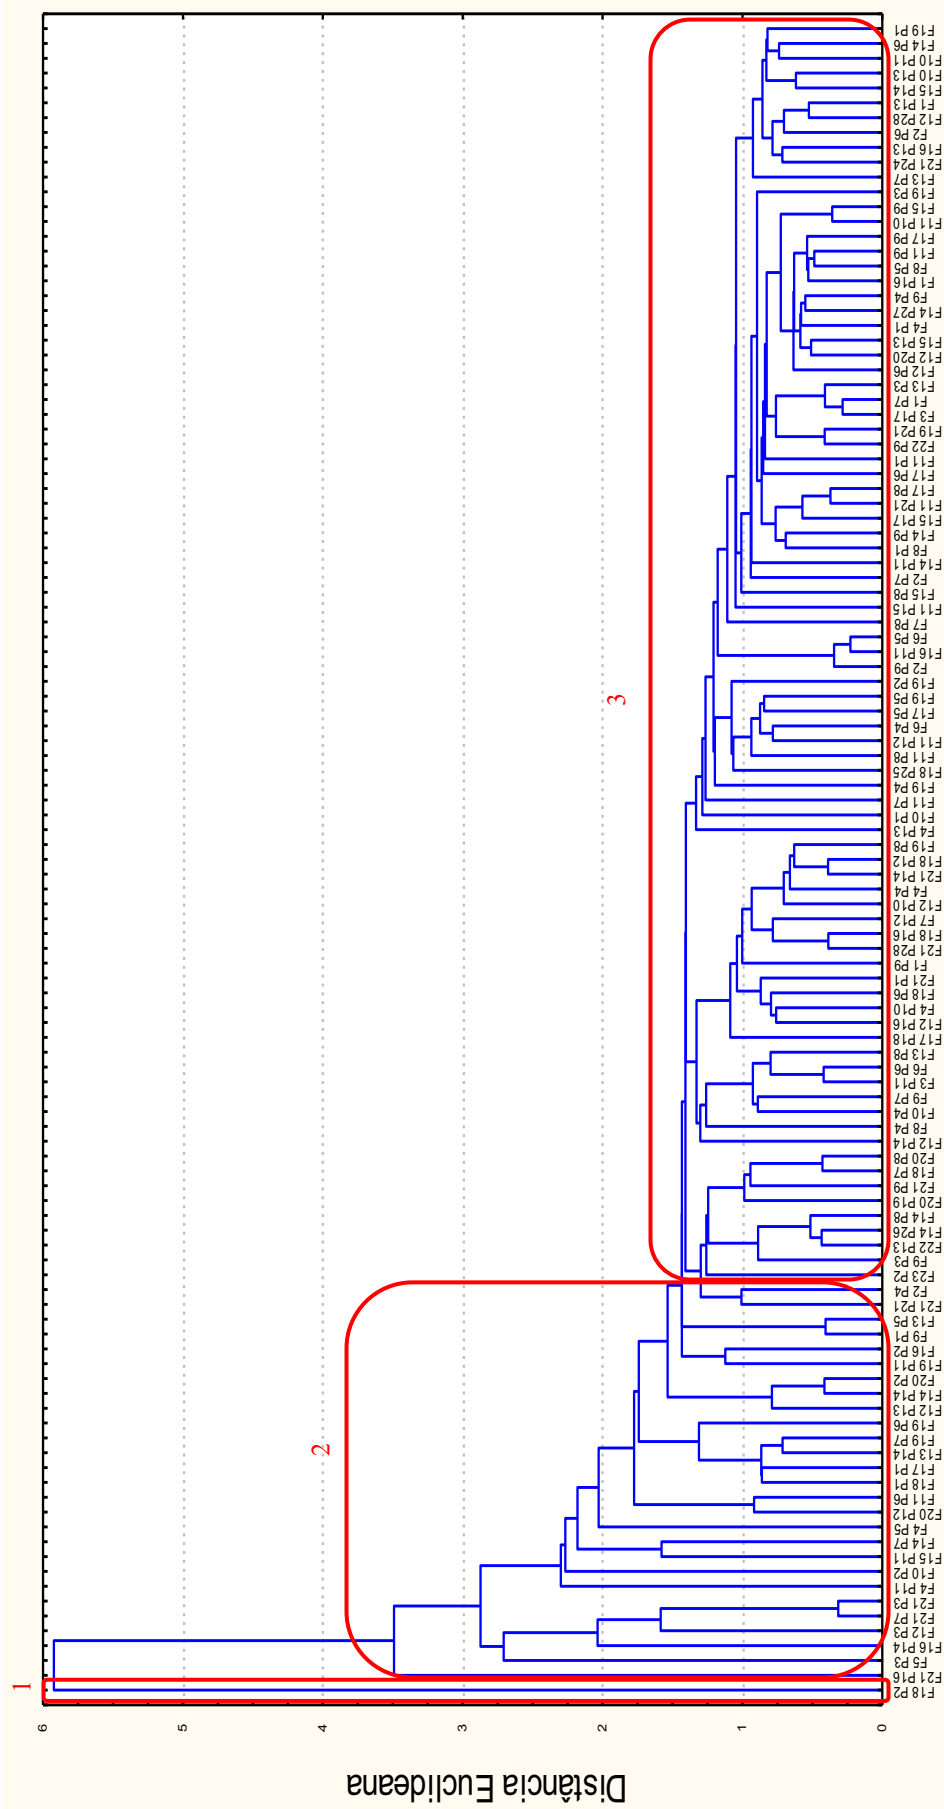 F19 P1
F14 P6
F10 P11
F10 P13
F15 P14
F1 P13
F12 P28
F2 P6
F16 P13
F21 P24
F13 P7
F19 P3
F15 P9
F11 P10
F17 P9
F11 P9
F8 P5
F1 P16
F9 P4
F14 P27
F4 P1
F15 P13
F12 P20
F12 P6
F13 P3
F1 P7
F3 P17
F19 P21
F22 P9
F11 P1
F17 P6
F17 P8
F11 P21
F15 P17
F14 P9
F8 P1
F14 P11
F2 P7
F15 P8
F11 P15
F7 P8
F6 P5
F16 P11
F2 P9
F19 P2
F19 P5
F17 P5
F6 P4
F11 P12
F11 P8
F18 P25
F19 P4
F11 P7
F10 P1
F4 P13
F19 P8
F18 P12
F21 P14
F4 P4
F12 P10
F7 P12
F18 P16
F21 P28
F1 P9
F21 P1
F18 P6
F4 P10
F12 P16
F17 P18
F13 P8
F6 P6
F3 P11
F9 P7
F10 P4
F8 P4
F12 P14
F20 P8
F18 P7
F21 P9
F20 P19
F14 P8
F14 P26
F22 P13
F9 P3
F23 P2
F2 P4
F21 P21
F13 P5
F9 P1
F16 P2
F19 P11
F20 P2
F14 P14
F12 P13
F19 P6
F19 P7
F13 P14
F17 P1
F18 P1
F11 P6
F20 P12
F4 P5
F14 P7
F15 P11
F10 P2
F4 P11
F21 P3
F21 P7
F12 P3
F16 P14
F5 P3
F21 P16
F18 P2
3
2
1
6
5
4
3
2
1
0
Distância Euclideana